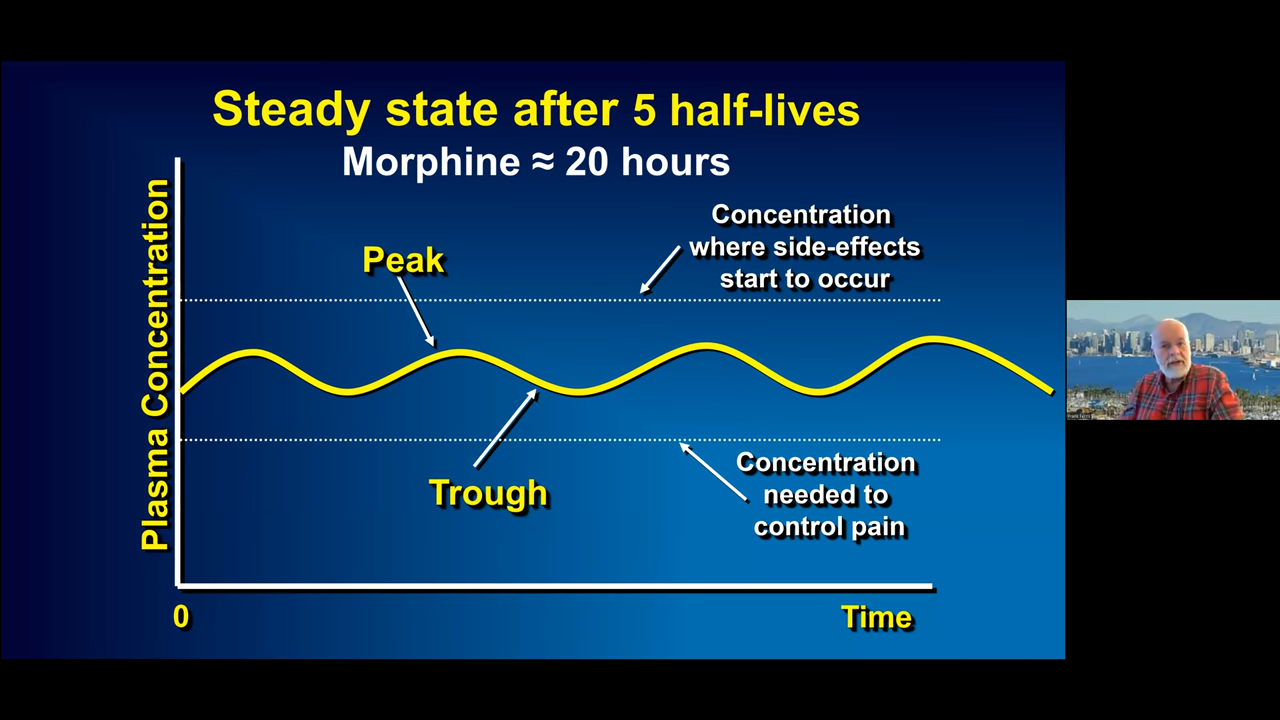 Steady state after 5 half-lives
Morphine ≈ 20 hours
Plasma Concentration
Concentration
where side-effects
start to occur
Peak
Trough
Concentration
needed to
control pain
0
Time